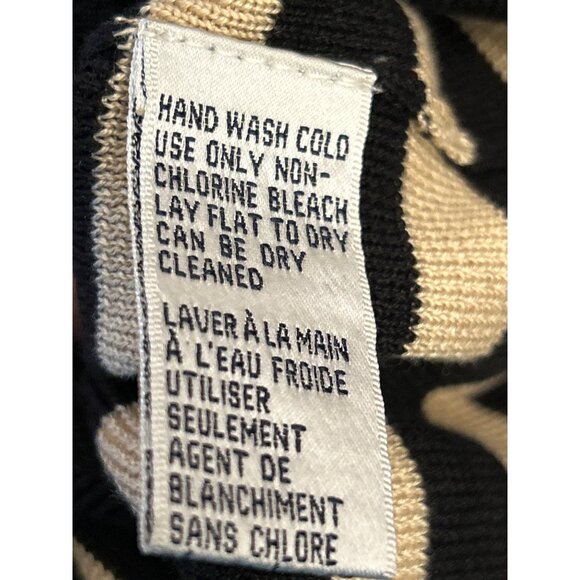 HAND WASH COLD
USE ONLY NON-
CHLORINE BLEACH
LAY FLAT TO DRY
CAN BE DRY
CLEANED
LAVER À LA MAIN
À L'EAU FROIDE
UTILISER
SEULEMENT
AGENT DE
BLANCHIMENT
SANS CHLORE